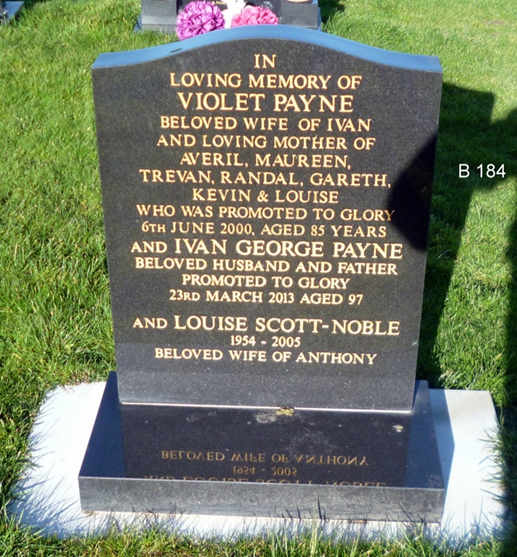 IN
LOVING MEMORY OF
VIOLET PAYNE
BELOVED WIFE OF IVAN
AND LOVING MOTHER OF
AVERIL, MAUREEN,
TREVAN, RANDAL, GARETH,
KEVIN & LOUISE
WHO WAS PROMOTED TO GLORY
6TH JUNE 2000, AGED 85 YEARS
AND IVAN GEORGE PAYNE
BELOVED HUSBAND AND FATHER
PROMOTED TO GLORY
23RD MARCH 2013 AGED 97
AND LOUISE SCOTT-NOBLE
1954 - 2005
BELOVED WIFE OF ANTHONY
B 184